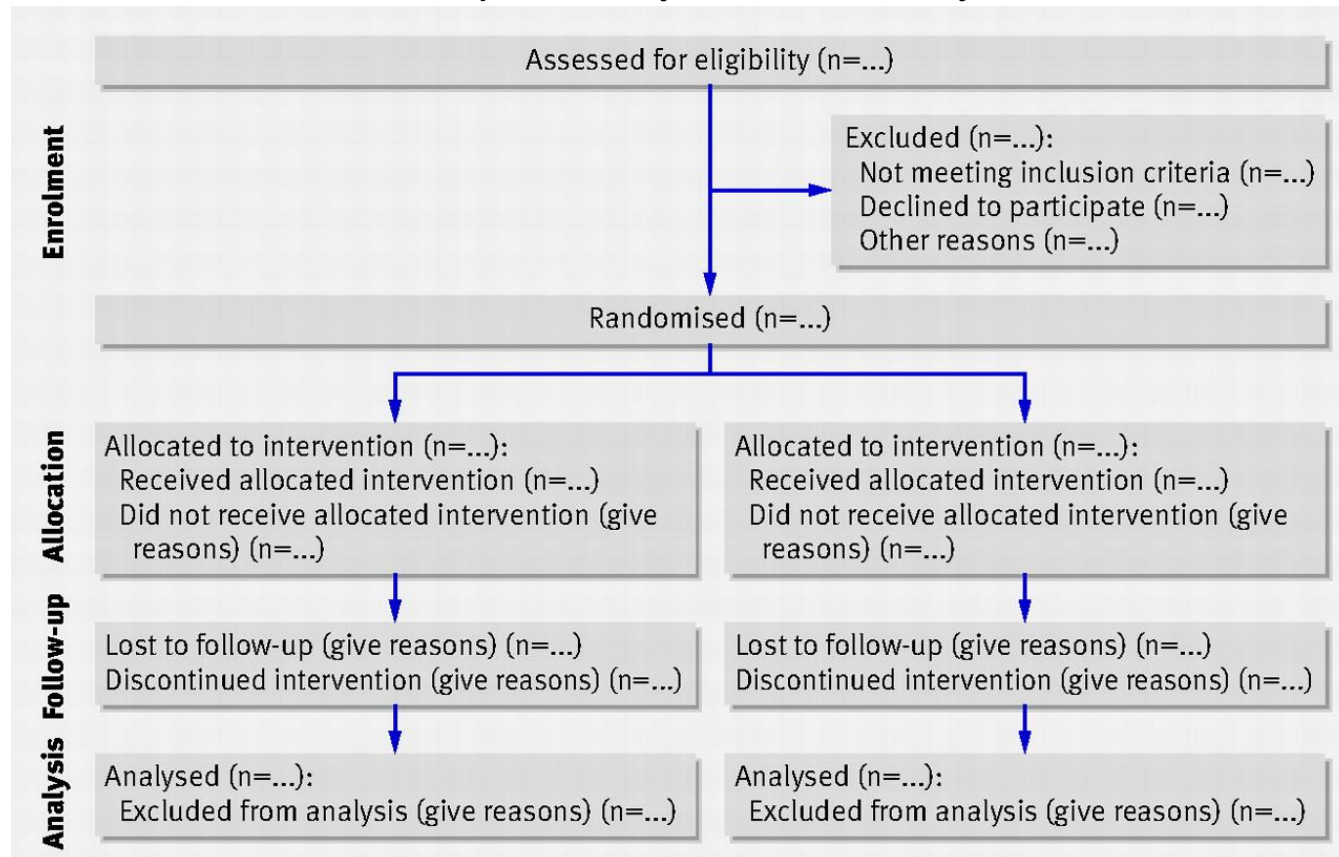 Assessed for eligibility (n=...)
Enrolment
Excluded (n=...):
Not meeting inclusion criteria (n=...)
Declined to participate (n=...)
Other reasons (n=...)
Randomised (n=...)
Allocation
Allocated to intervention (n=...):
Received allocated intervention (n=...)
Did not receive allocated intervention (give
reasons) (n=...)
Allocated to intervention (n=...):
Received allocated intervention (n=...)
Did not receive allocated intervention (give
reasons) (n=...)
Follow-up
Lost to follow-up (give reasons) (n=...)
Discontinued intervention (give reasons) (n=...)
Lost to follow-up (give reasons) (n=...)
Discontinued intervention (give reasons) (n=...)
Analysis
Analysed (n=...):
Excluded from analysis (give reasons) (n=...)
Analysed (n=...):
Excluded from analysis (give reasons) (n=...)